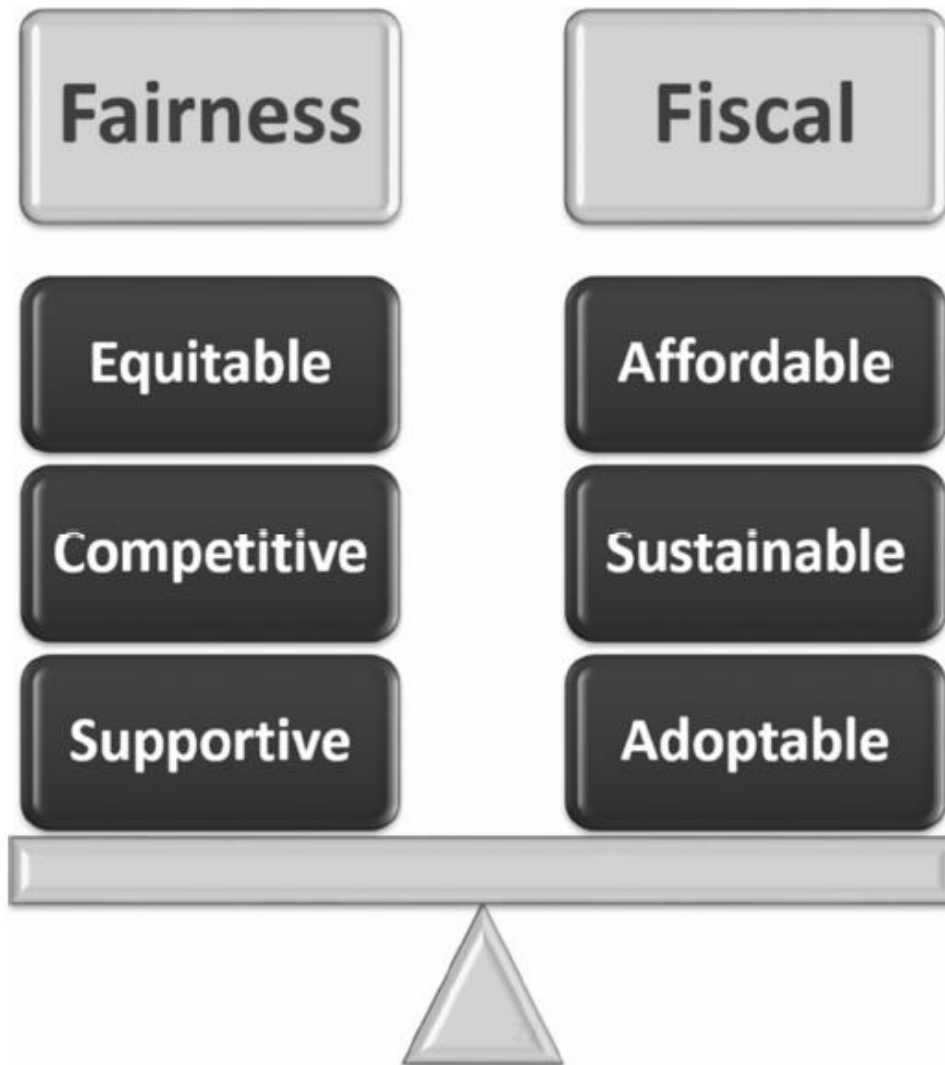 Fairness
Fiscal
Equitable
Affordable
Competitive
Sustainable
Supportive
Adoptable